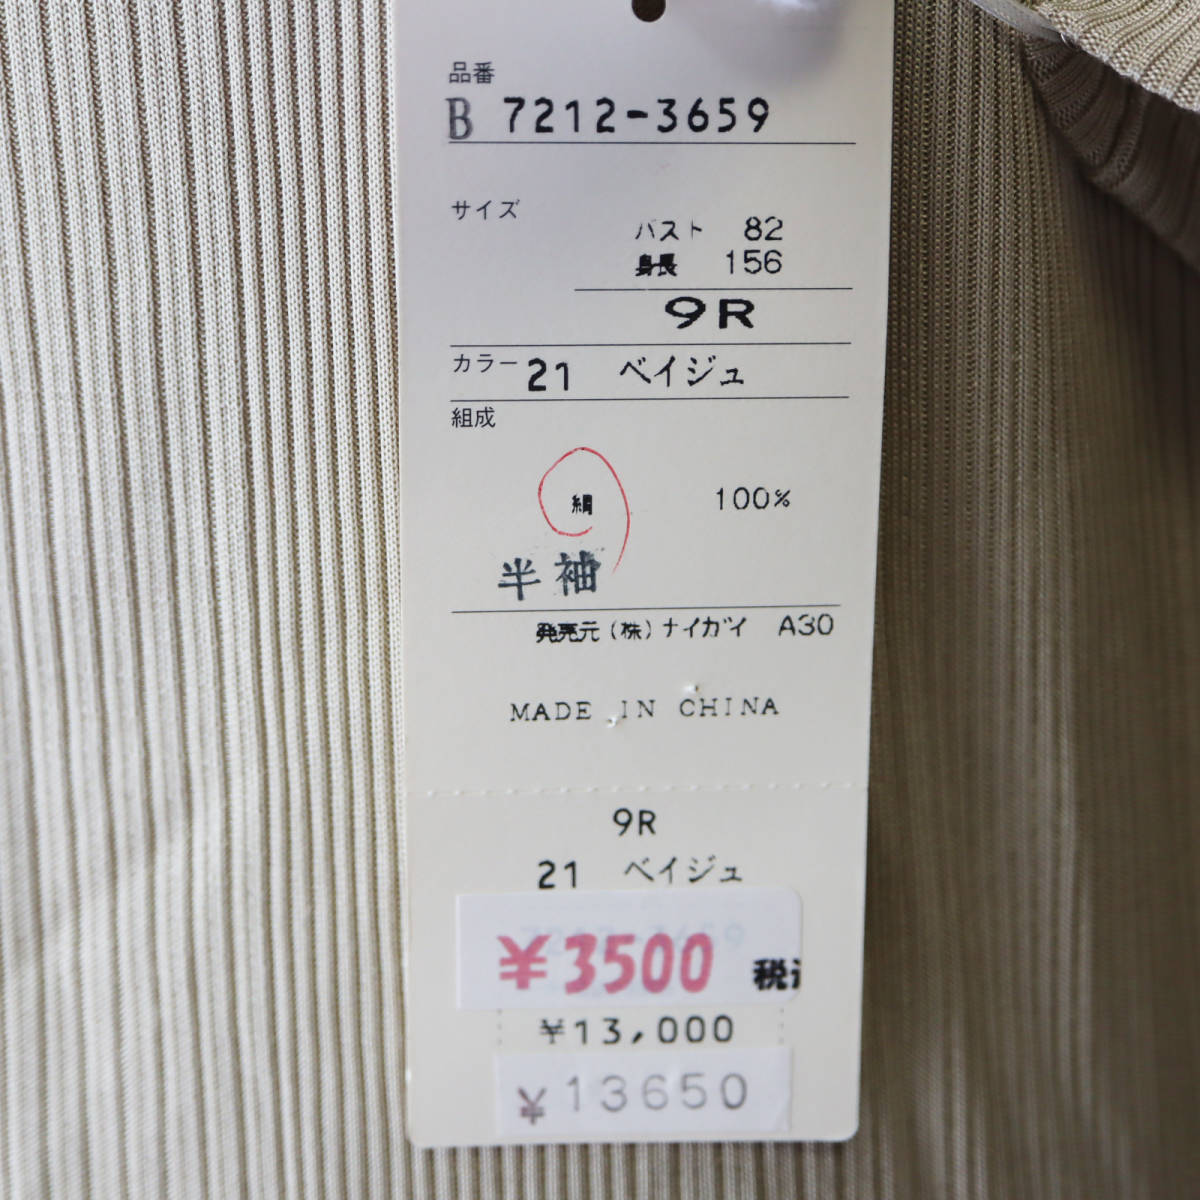 品番
B 7212-3659
サイズ
バスト 82
身長 156
9R
カラー 21 ベイジュ
組成
絹 100%
半袖
発売元(株)ナイガイ A30
MADE IN CHINA
9R
21 ベイジュ
¥3500 税込
¥13,000
¥13650